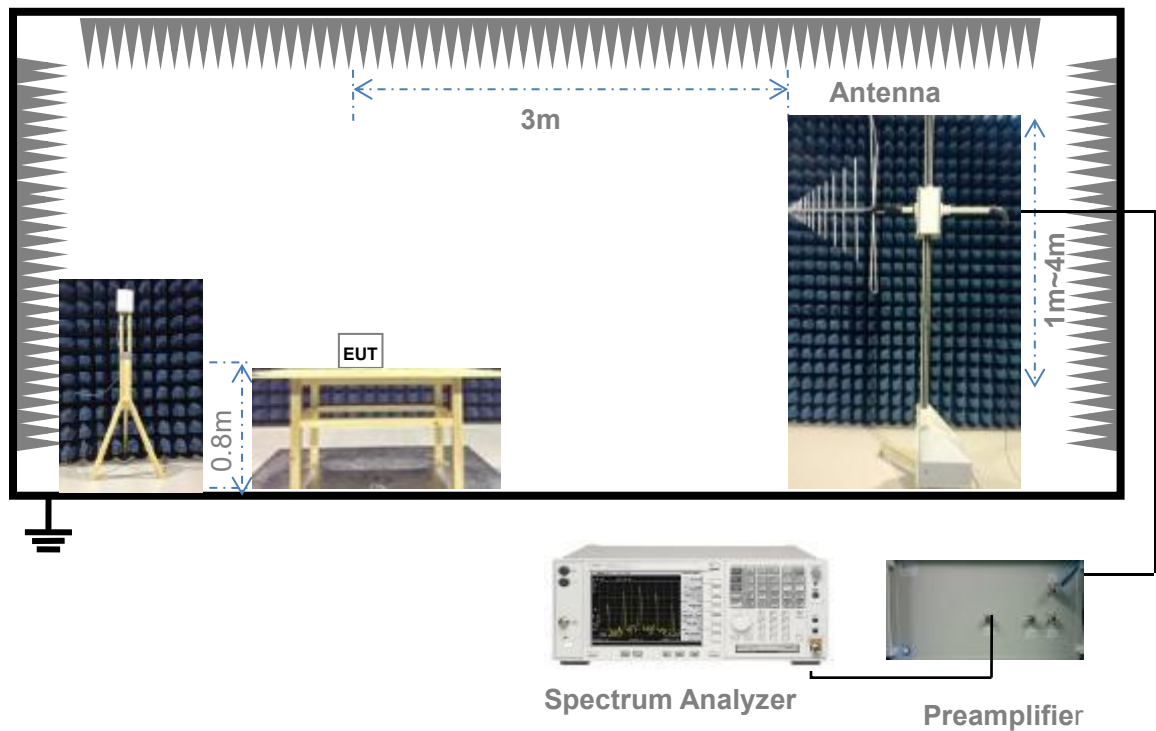 Antenna
3m
1m~4m
EUT
0.8m
Spectrum Analyzer
Preamplifier